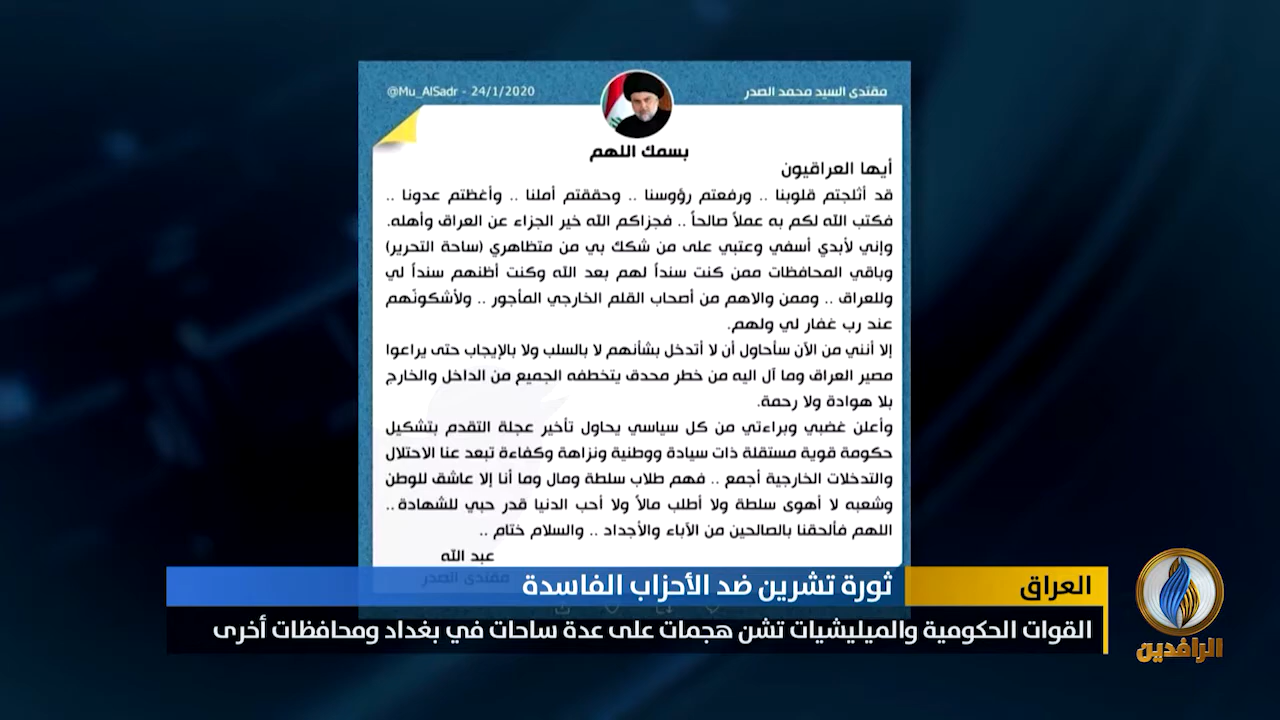 مقتدى السيد محمد الصدر
@Mu_AlSadr - 24/1/2020
بسمك اللهم
أيها العراقيون
قد أثلجتم قلوبنا .. ورفعتم رؤوسنا .. وحققتم أملنا .. وأغظتم عدونا ..
فكتب الله لكم به عملاً صالحاً .. فجزاكم الله خير الجزاء عن العراق وأهله.
وإني لأبدي أسفي وعتبي على من شكك بي من متظاهري (ساحة التحرير)
وباقي المحافظات ممن كنت سنداً لهم بعد الله وكنت أظنهم سنداً لي
وللعراق .. وممن والاهم من أصحاب القلم الخارجي المأجور .. ولأشكونّهم
عند رب غفار لي ولهم.
إلا أنني من الآن سأحاول أن لا أتدخل بشأنهم لا بالسلب ولا بالإيجاب حتى يراعوا
مصير العراق وما آل اليه من خطر محدق يتخطفه الجميع من الداخل والخارج
بلا هوادة ولا رحمة.
وأعلن غضبي وبراءتي من كل سياسي يحاول تأخير عجلة التقدم بتشكيل
حكومة قوية مستقلة ذات سيادة ووطنية ونزاهة وكفاءة تبعد عنا الاحتلال
والتدخلات الخارجية أجمع .. فهم طلاب سلطة ومال وما أنا إلا عاشق للوطن
وشعبه لا أهوى سلطة ولا أطلب مالاً ولا أحب الدنيا قدر حبي للشهادة ..
اللهم فألحقنا بالصالحين من الآباء والأجداد .. والسلام ختام ..
عبد الله
مقتدى الصدر
العراق
ثورة تشرين ضد الأحزاب الفاسدة
القوات الحكومية والميليشيات تشن هجمات على عدة ساحات في بغداد ومحافظات أخرى
الرافدين